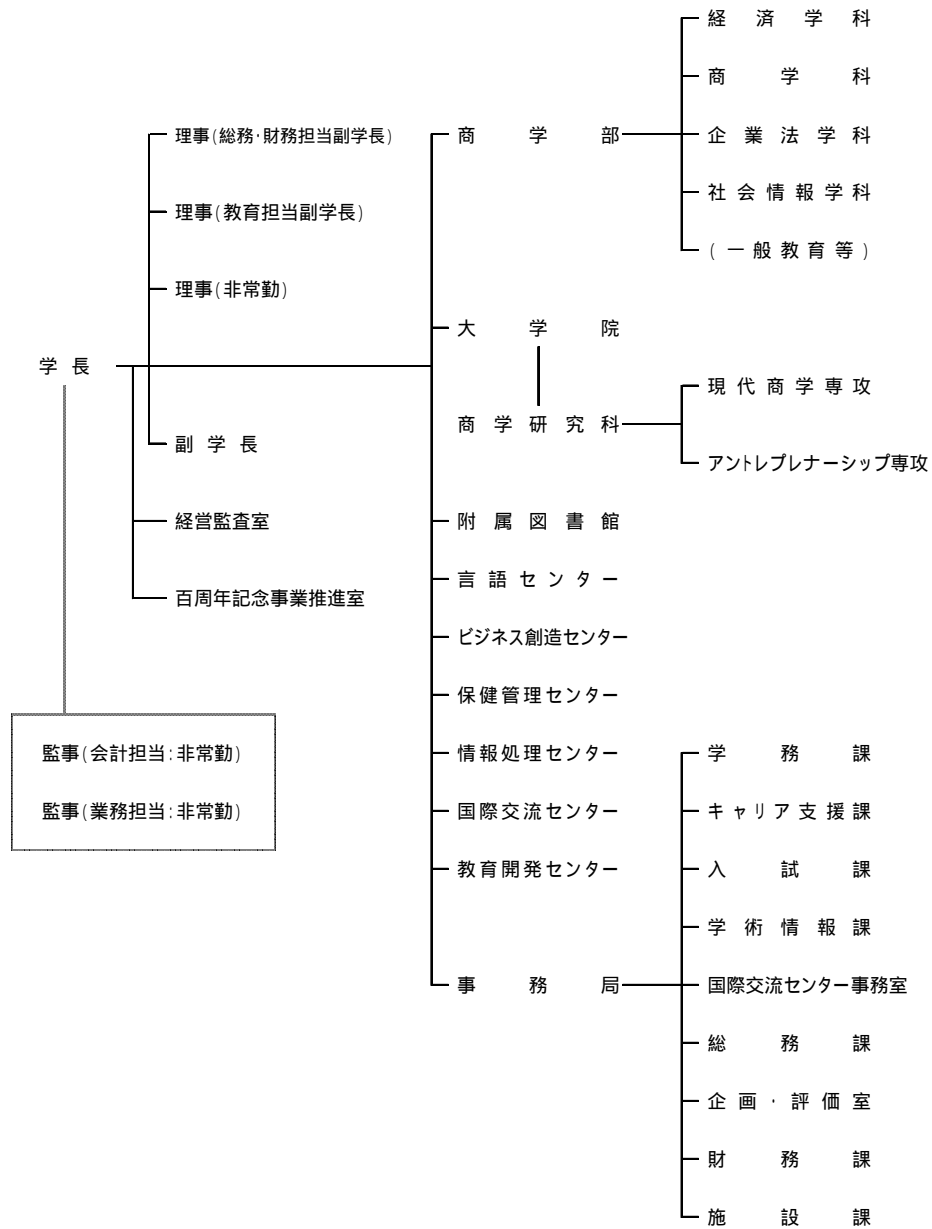 学長
理事(総務・財務担当副学長)
理事(教育担当副学長)
理事(非常勤)
副学長
経営監査室
百周年記念事業推進室
監事(会計担当:非常勤)
監事(業務担当:非常勤)
商学部
経済学科
商学科
企業法学科
社会情報学科
(一般教育等)
大学院
商学研究科
現代商学専攻
アントレプレナーシップ専攻
附属図書館
言語センター
ビジネス創造センター
保健管理センター
情報処理センター
国際交流センター
教育開発センター
事務局
学務課
キャリア支援課
入試課
学術情報課
国際交流センター事務室
総務課
企画・評価室
財務課
施設課